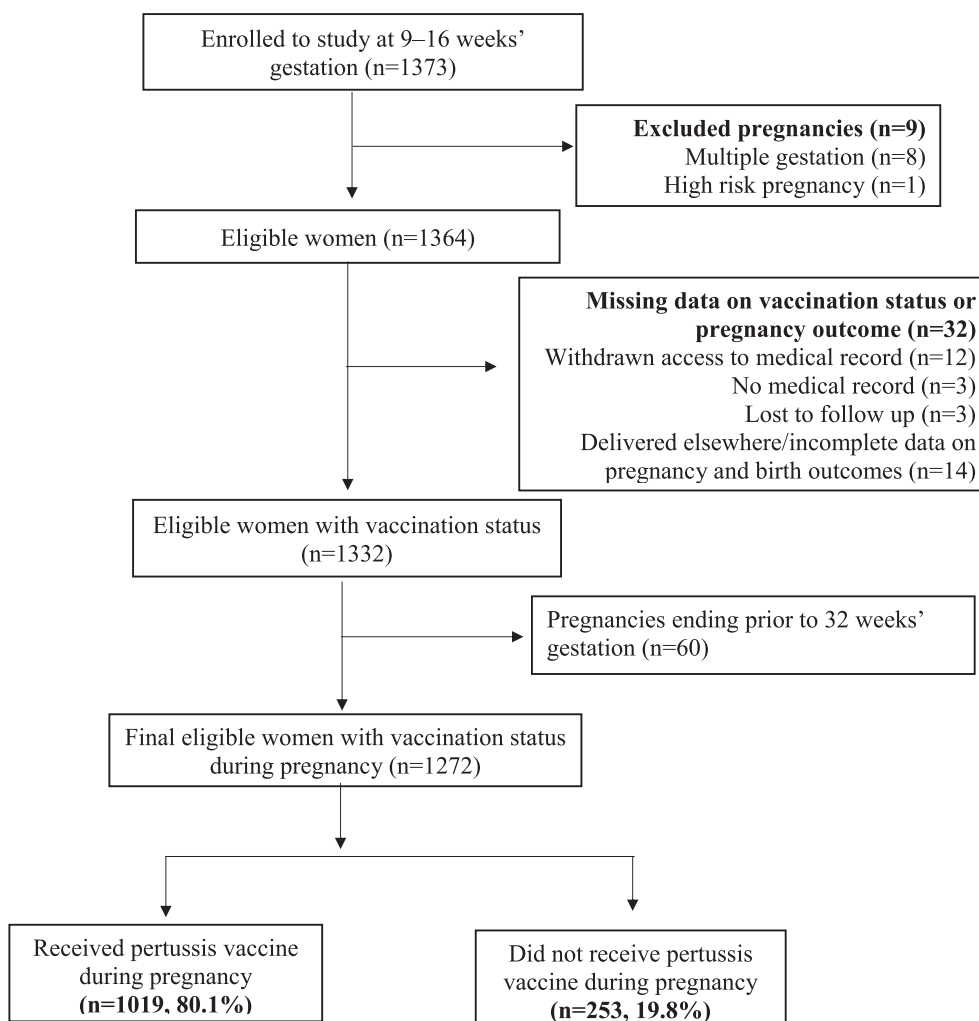 Enrolled to study at 9–16 weeks’
gestation (n=1373)
Excluded pregnancies (n=9)
Multiple gestation (n=8)
High risk pregnancy (n=1)
Eligible women (n=1364)
Missing data on vaccination status or
pregnancy outcome (n=32)
Withdrawn access to medical record (n=12)
No medical record (n=3)
Lost to follow up (n=3)
Delivered elsewhere/incomplete data on
pregnancy and birth outcomes (n=14)
Eligible women with vaccination status
(n=1332)
Pregnancies ending prior to 32 weeks’
gestation (n=60)
Final eligible women with vaccination status
during pregnancy (n=1272)
Received pertussis vaccine
during pregnancy
(n=1019, 80.1%)
Did not receive pertussis
vaccine during pregnancy
(n=253, 19.8%)